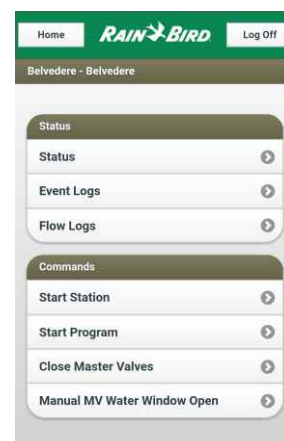 Home RAIN BIRD Log Off
Belvedere - Belvedere
Status
Status
Event Logs
Flow Logs
Commands
Start Station
Start Program
Close Master Valves
Manual MV Water Window Open